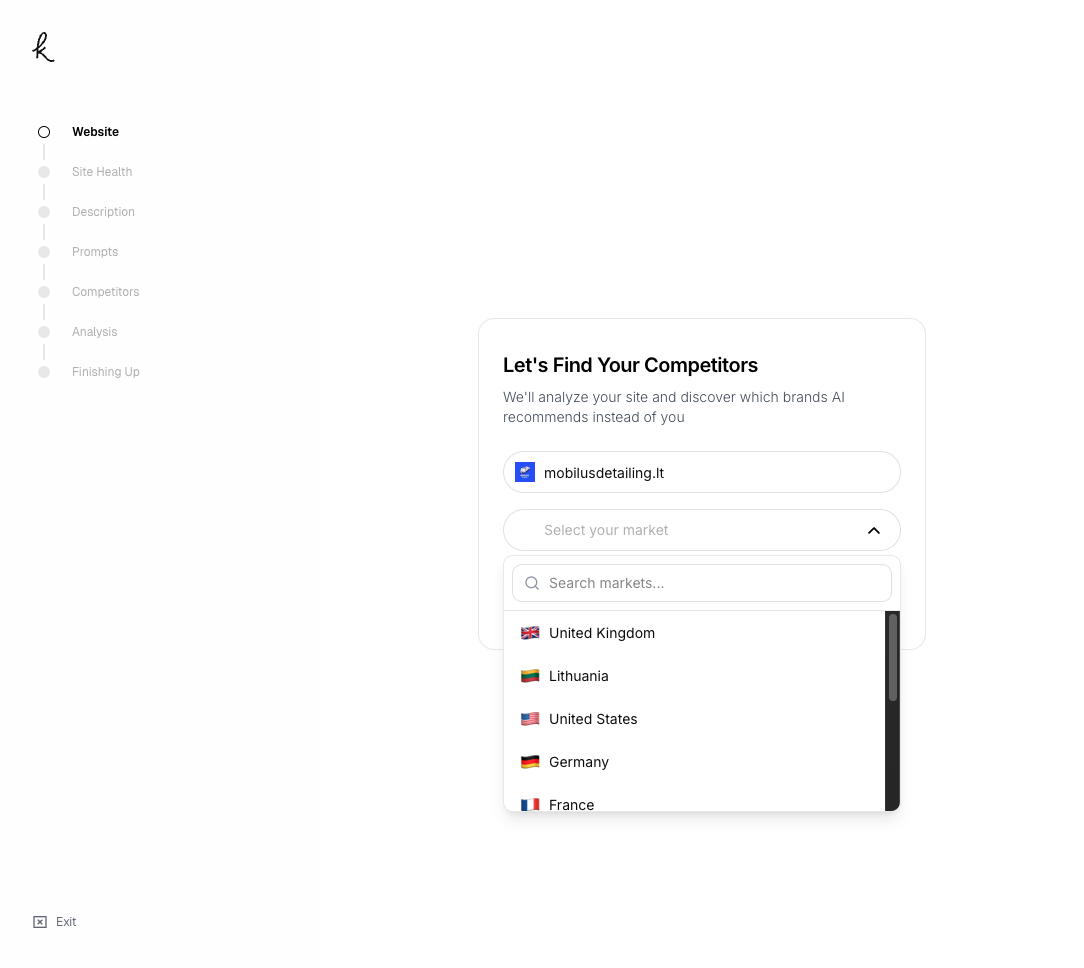 k
Website
Site Health
Description
Prompts
Competitors
Analysis
Finishing Up
Let's Find Your Competitors
We'll analyze your site and discover which brands AI
recommends instead of you
mobilusdetailing.lt
Select your market
Search markets...
United Kingdom
Lithuania
United States
Germany
France
Exit